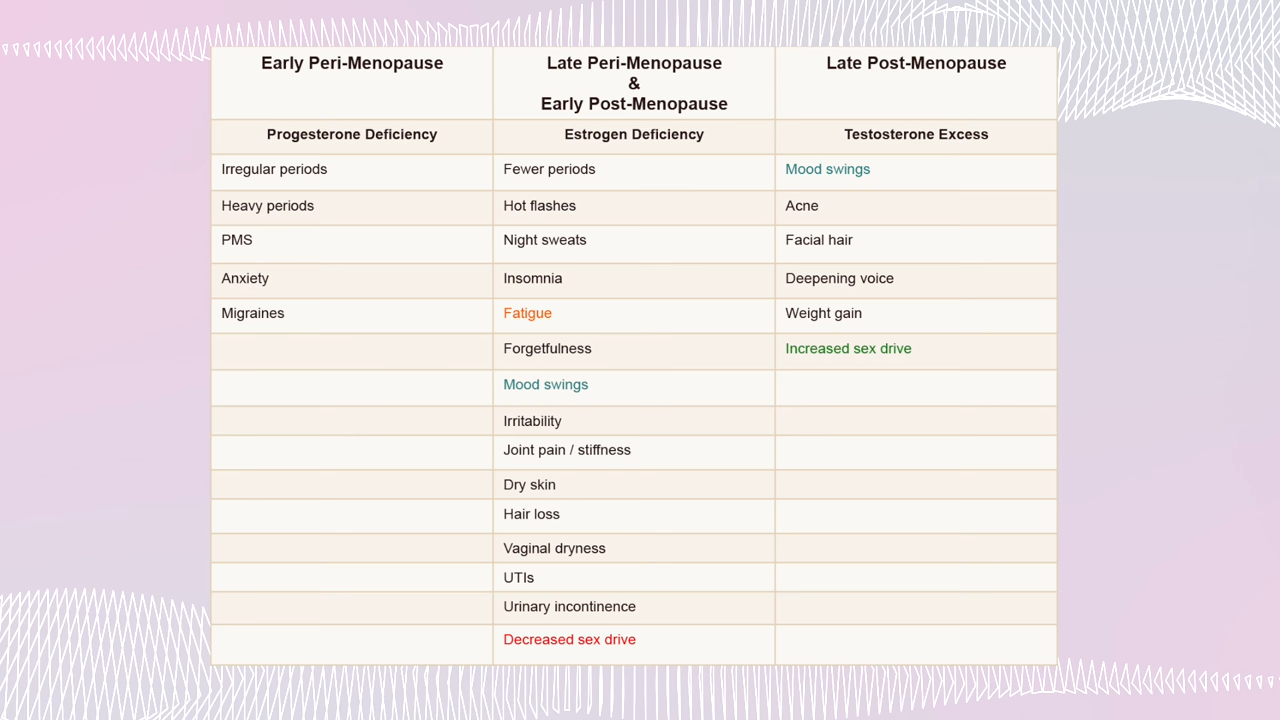 Early Peri-Menopause
Late Peri-Menopause
&
Early Post-Menopause
Late Post-Menopause
Progesterone Deficiency
Estrogen Deficiency
Testosterone Excess
Irregular periods
Fewer periods
Mood swings
Heavy periods
Hot flashes
Acne
PMS
Night sweats
Facial hair
Anxiety
Insomnia
Deepening voice
Migraines
Fatigue
Weight gain
Forgetfulness
Increased sex drive
Mood swings
Irritability
Joint pain / stiffness
Dry skin
Hair loss
Vaginal dryness
UTIs
Urinary incontinence
Decreased sex drive